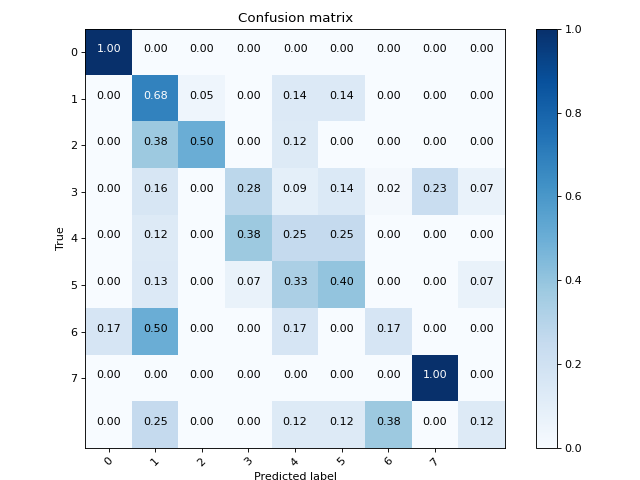 Confusion matrix
1.0
0 1.00 0.00 0.00 0.00 0.00 0.00 0.00 0.00 0.00
1 0.00 0.68 0.05 0.00 0.14 0.14 0.00 0.00 0.00
0.8
2 0.00 0.38 0.50 0.00 0.12 0.00 0.00 0.00 0.00
3 0.00 0.16 0.00 0.28 0.09 0.14 0.02 0.23 0.07
0.6
True
4 0.00 0.12 0.00 0.38 0.25 0.25 0.00 0.00 0.00
0.4
5 0.00 0.13 0.00 0.07 0.33 0.40 0.00 0.00 0.07
6 0.17 0.50 0.00 0.00 0.17 0.00 0.17 0.00 0.00
0.2
7 0.00 0.00 0.00 0.00 0.00 0.00 0.00 1.00 0.00
0.00 0.25 0.00 0.00 0.12 0.12 0.38 0.00 0.12
0.0
0 1 2 3 4 5 6 7
Predicted label